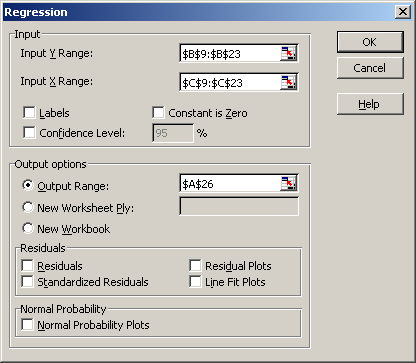 Regression
Input
Input Y Range: $B$9:$B$23
Input X Range: $C$9:$C$23
Labels Constant is Zero
Confidence Level: 95 %
OK
Cancel
Help
Output options
Output Range: $A$26
New Worksheet Ply:
New Workbook
Residuals
Residuals Residual Plots
Standardized Residuals Line Fit Plots
Normal Probability
Normal Probability Plots